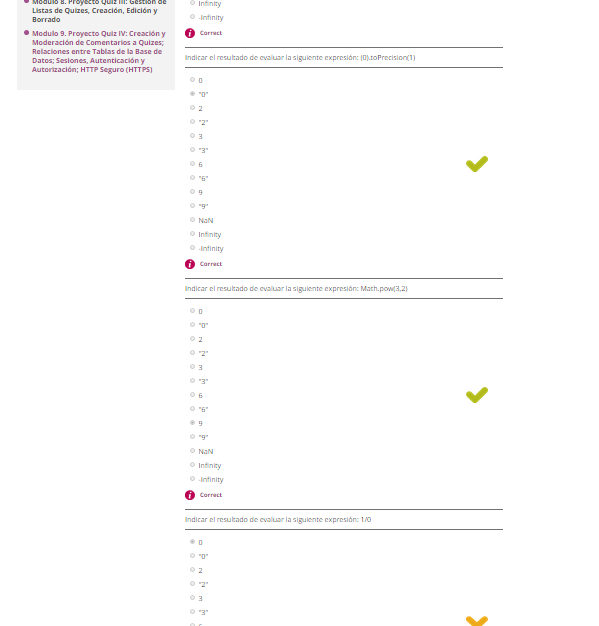 Módulo 8. Proyecto Quiz III: Gestión de
Listas de Quizes, Creación, Edición y
Borrado
Modulo 9. Proyecto Quiz IV: Creación y
Moderación de Comentarios a Quizes;
Relaciones entre Tablas de la Base de
Datos; Sesiones, Autenticación y
Autorización; HTTP Seguro (HTTPS)
Infinity
-Infinity
Correct
Indicar el resultado de evaluar la siguiente expresión: (0).toPrecision(1)
0
"0"
2
"2"
3
"3"
6
"6"
9
"9"
NaN
Infinity
-Infinity
Correct
Indicar el resultado de evaluar la siguiente expresión: Math.pow(3,2)
0
"0"
2
"2"
3
"3"
6
"6"
9
"9"
NaN
Infinity
-Infinity
Correct
Indicar el resultado de evaluar la siguiente expresión: 1/0
0
"0"
2
"2"
3
"3"